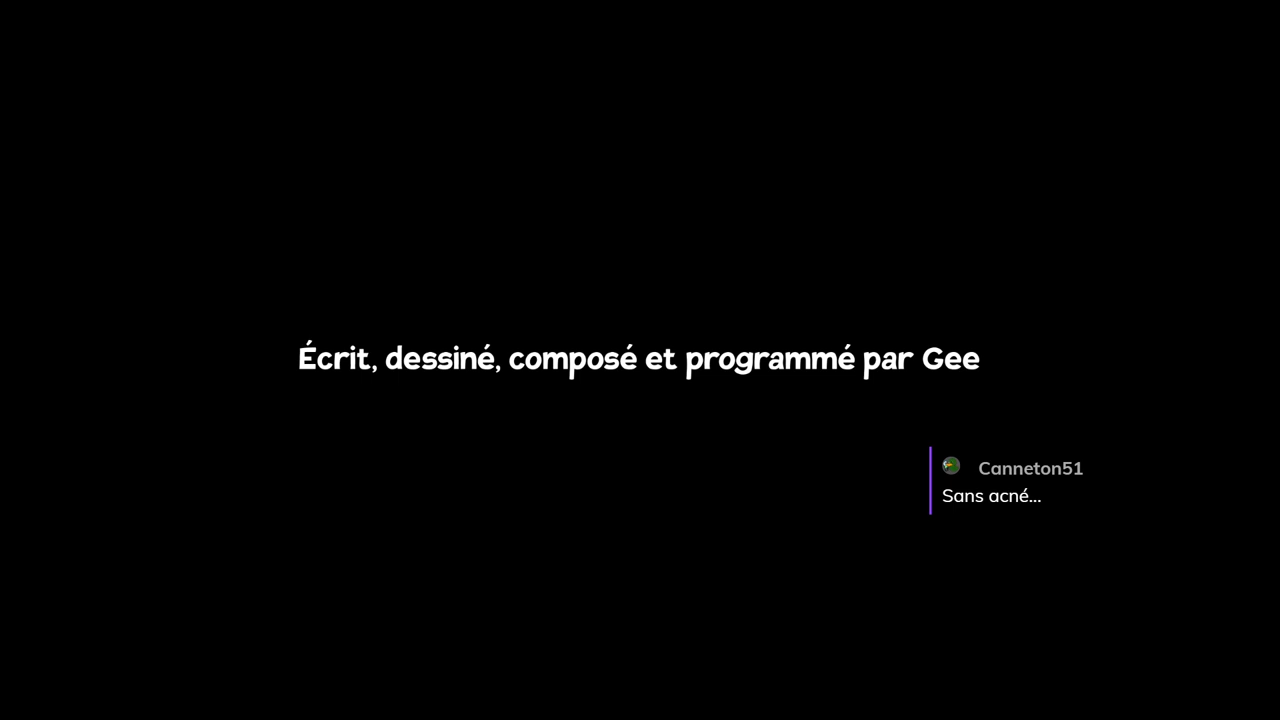 Écrit, dessiné, composé et programmé par Gee
Canneton51
Sans acné...